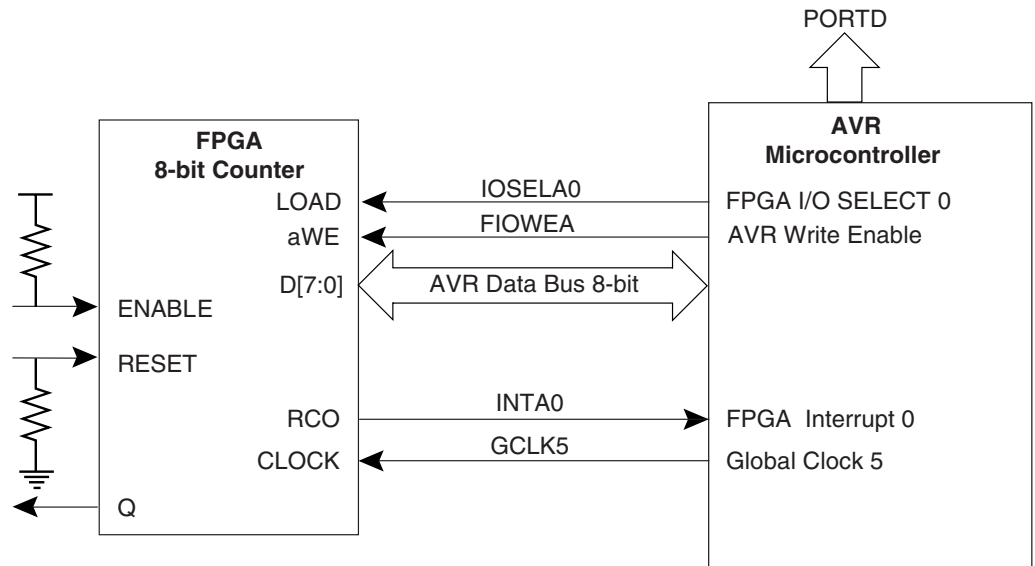 PORTD
FPGA
8-bit Counter
LOAD
aWE
D[7:0]
ENABLE
RESET
RCO
CLOCK
Q
IOSELA0
FIOWEA
AVR Data Bus 8-bit
INTA0
GCLK5
AVR
Microcontroller
FPGA I/O SELECT 0
AVR Write Enable
FPGA Interrupt 0
Global Clock 5